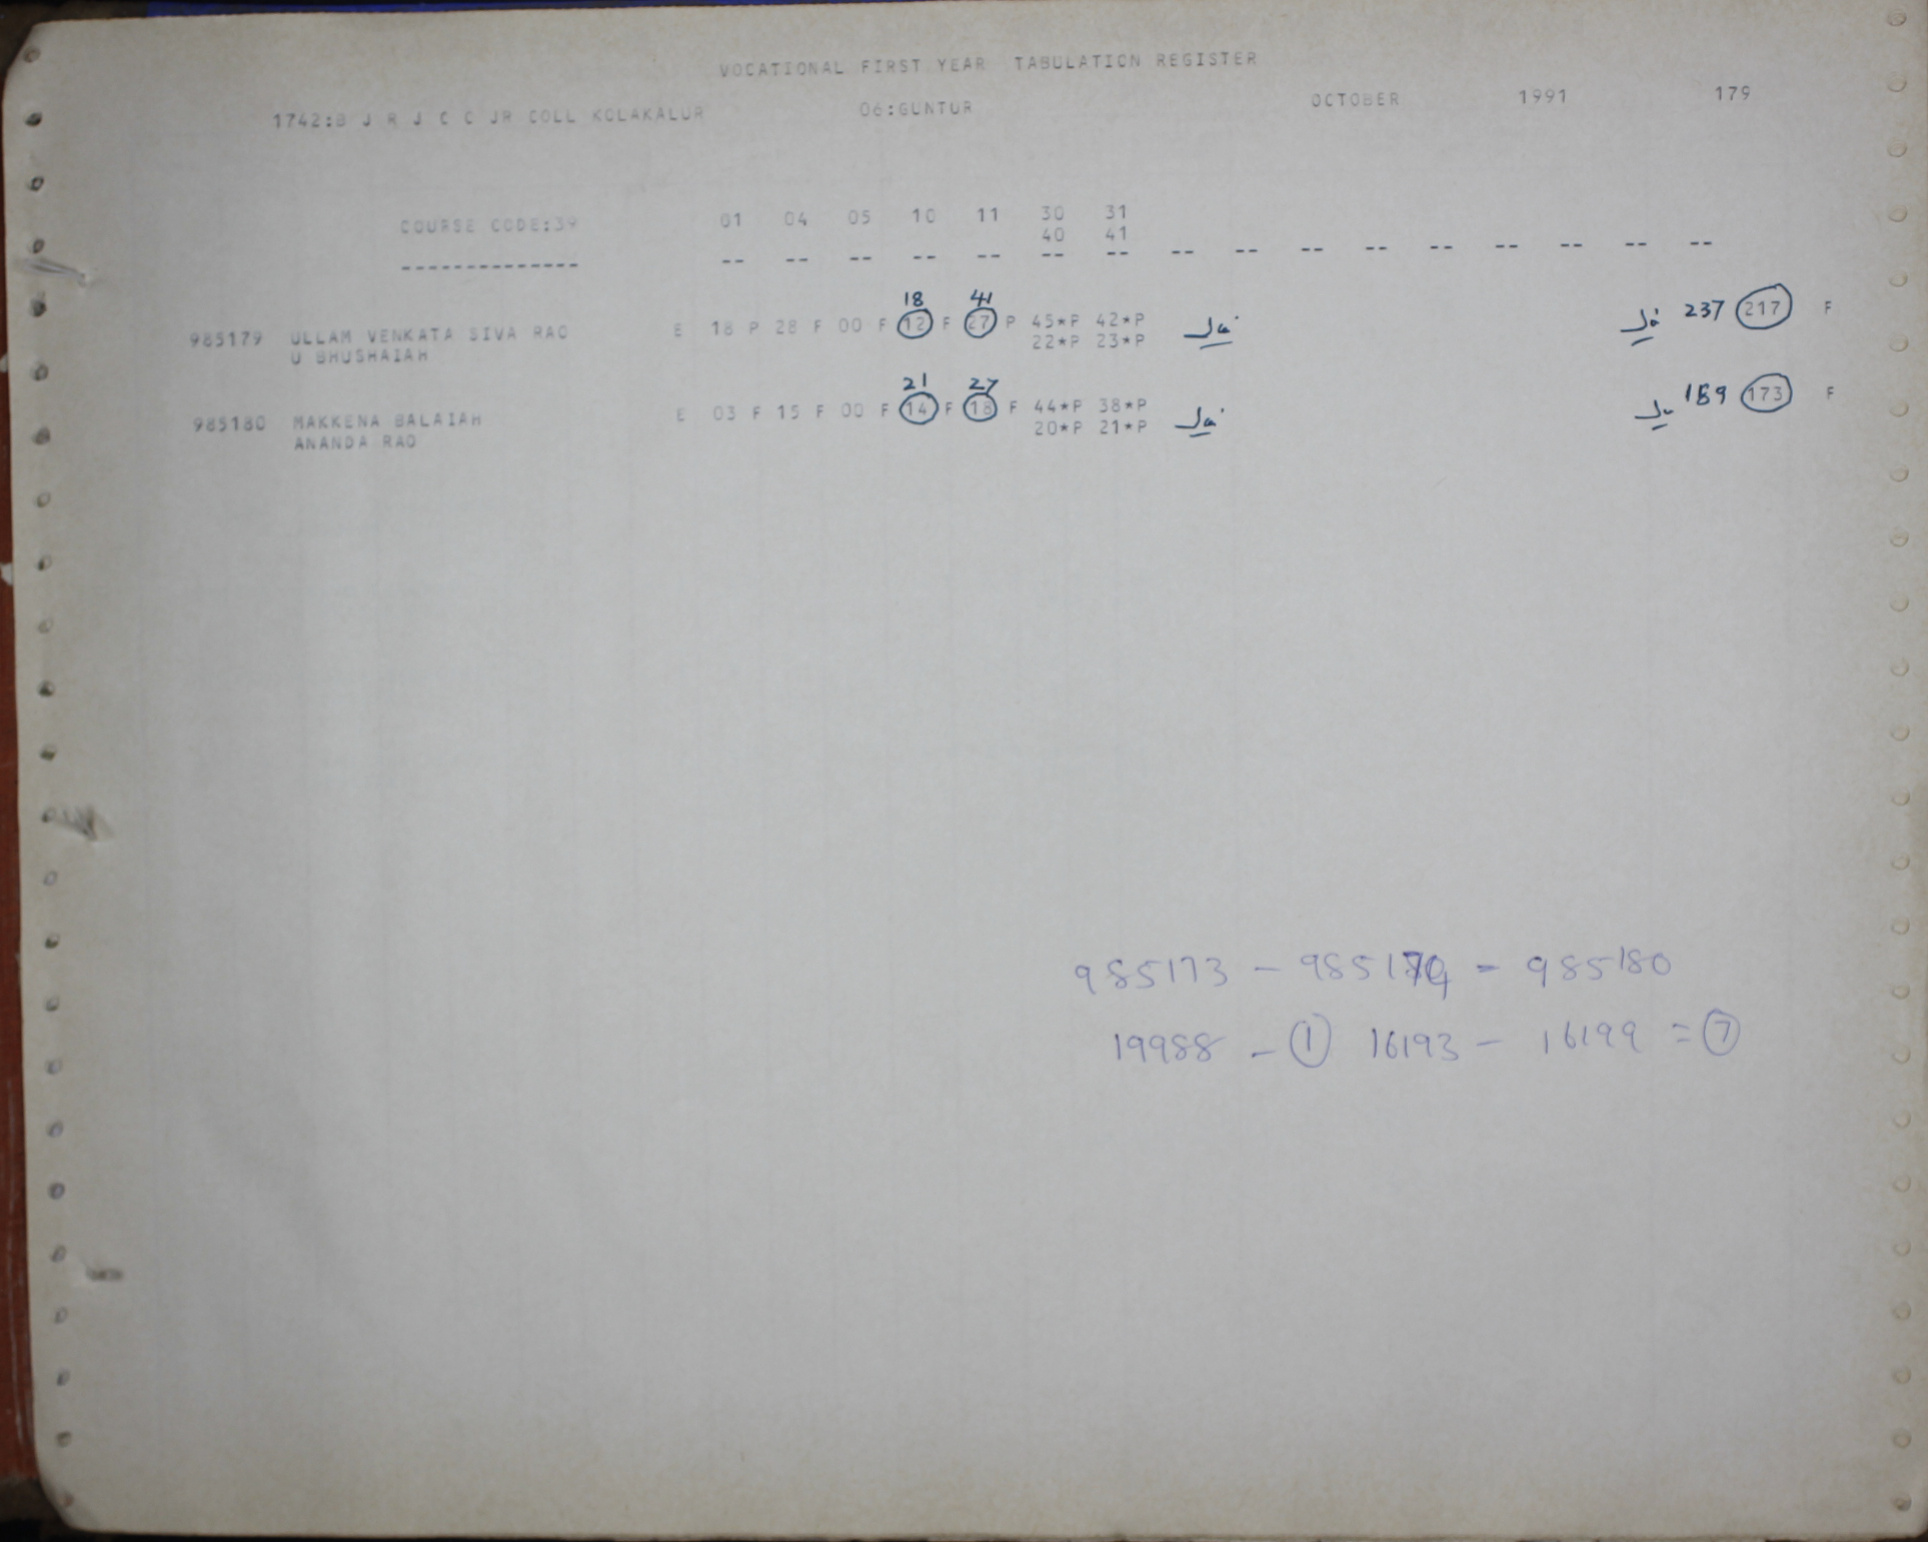 VOCATIONAL FIRST YEAR TABULATION REGISTER
1742:B J R J C C JR COLL KOLAKALUR 06:GUNTUR OCTOBER 1991 179
COURSE CODE:39 01 04 05 10 11 30 31
40 41
-------------- -- -- -- -- -- -- -- -- -- -- -- -- -- -- -- --
18 41
985179 ULLAM VENKATA SIVA RAO E 18 P 28 F 00 F 12 F 27 P 45*P 42*P 237 217 F
U BHUSHAIAH 22*P 23*P
21 27
985180 MAKKENA BALAIAH E 03 F 15 F 00 F 14 F 18 F 44*P 38*P 189 173 F
ANANDA RAO 20*P 21*P
985173 - 985179 - 985180
19988 - 1 16193 - 16199 = 7